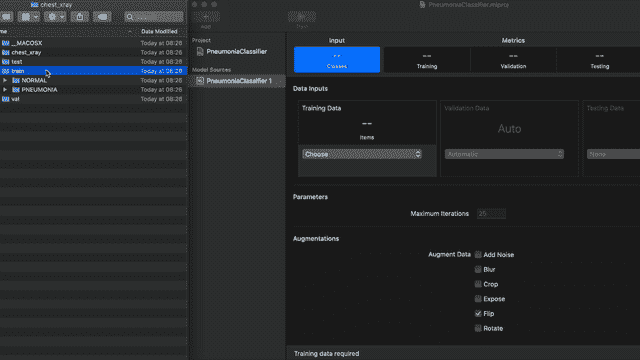 chest_xray
Date Modified
__MACOSX
Today at 08:26
chest_xray
Today at 08:26
test
Today at 08:26
train
Today at 08:26
NORMAL
Today at 08:26
PNEUMONIA
Today at 08:26
val
Today at 08:26
PneumoniaClassifier.mlproj
Project
PneumoniaClassifier
Model Sources
PneumoniaClassifier 1
Input
Metrics
--
Classes
--
Training
--
Validation
--
Testing
Data Inputs
Training Data
--
Items
Choose
Validation Data
Auto
Automatic
Testing Data
None
Parameters
Maximum Iterations 25
Augmentations
Augment Data
Add Noise
Blur
Crop
Expose
Flip
Rotate
Training data required